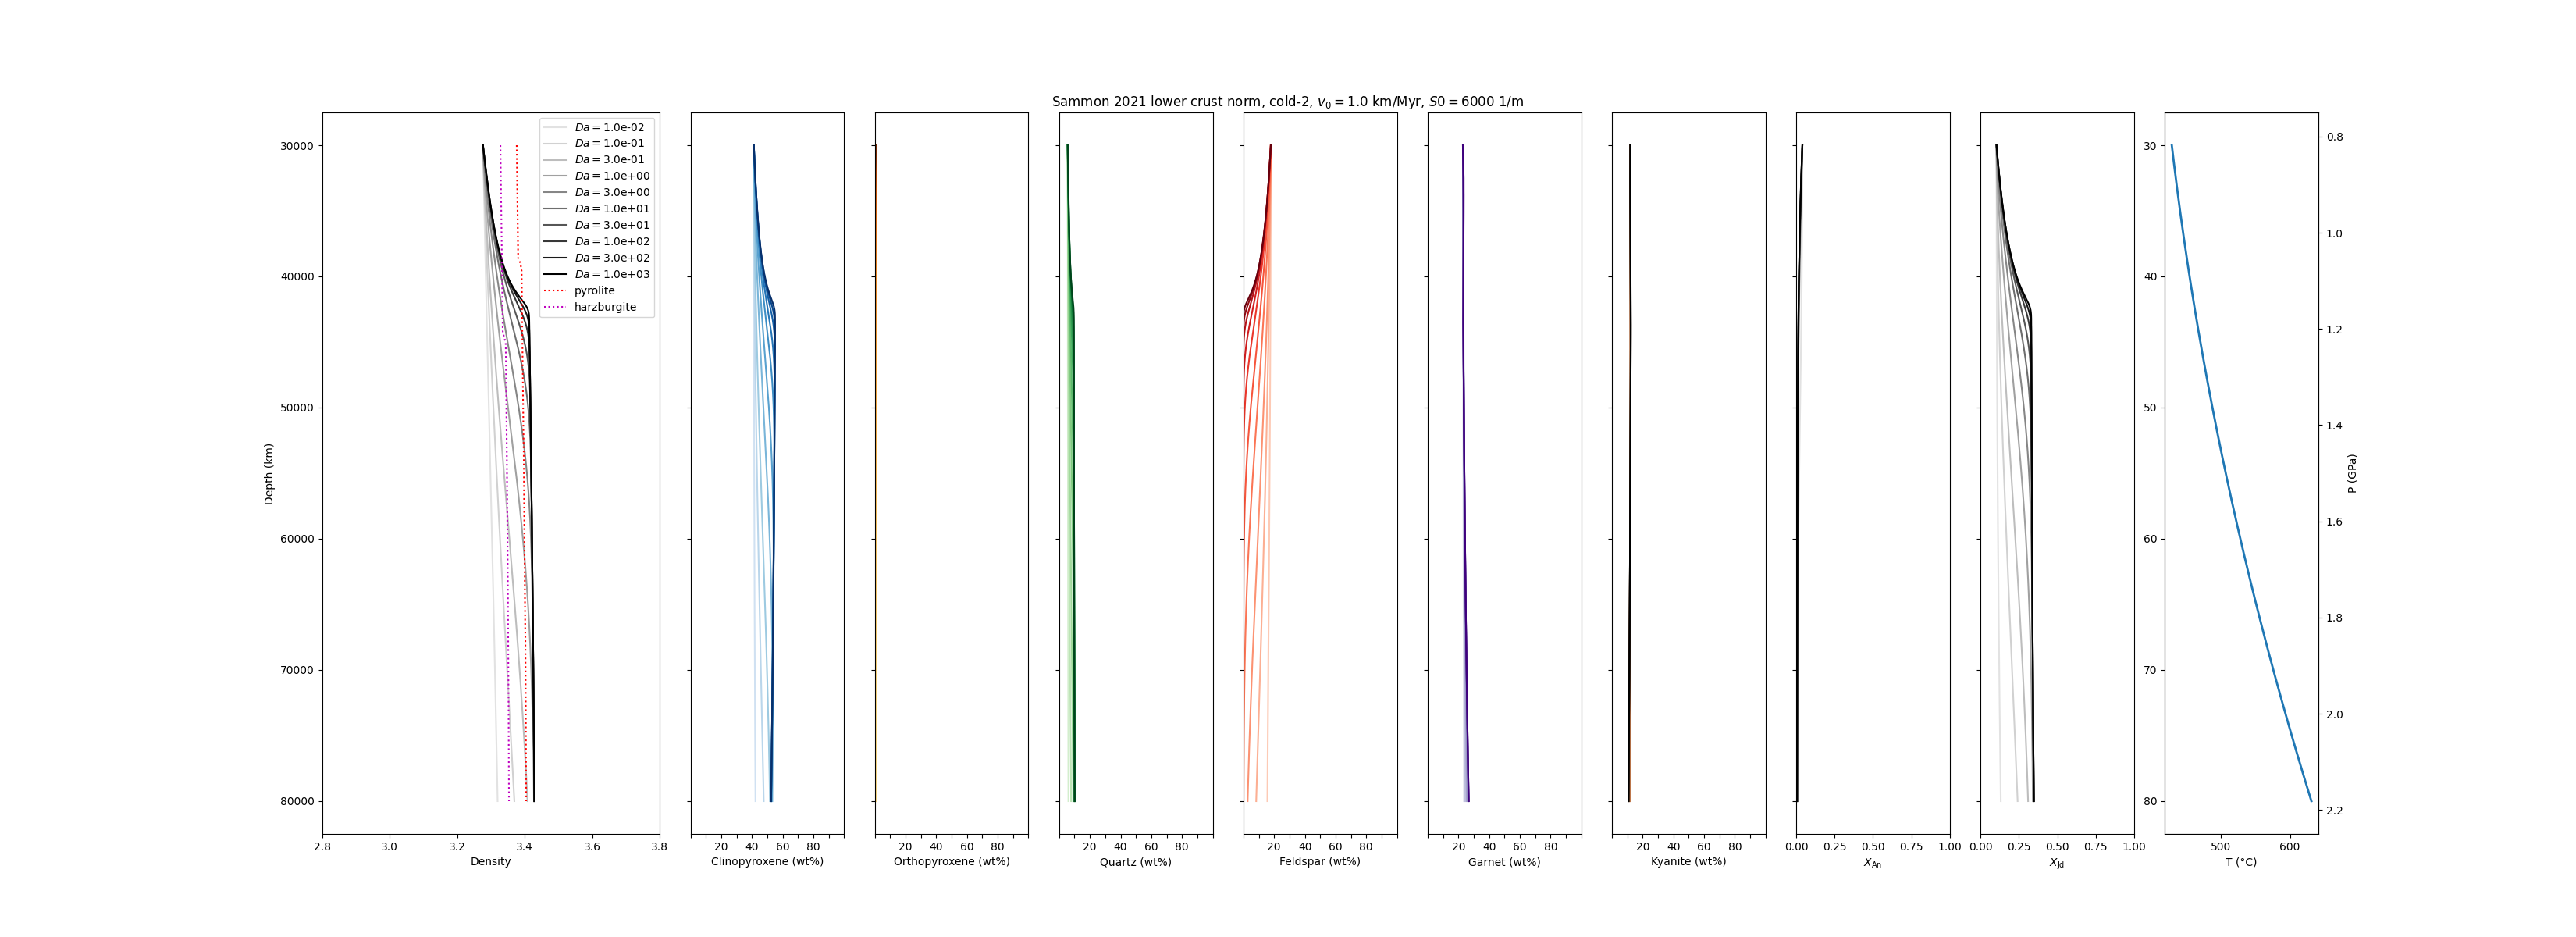 Sammon 2021 lower crust norm, cold-2, v₀ = 1.0 km/Myr, S0 = 6000 1/m
Da = 1.0e-02
Da = 1.0e-01
Da = 3.0e-01
Da = 1.0e+00
Da = 3.0e+00
Da = 1.0e+01
Da = 3.0e+01
Da = 1.0e+02
Da = 3.0e+02
Da = 1.0e+03
pyrolite
harzburgite
30000
40000
50000
60000
70000
80000
Depth (km)
2.8 3.0 3.2 3.4 3.6 3.8
Density
20 40 60 80
Clinopyroxene (wt%)
20 40 60 80
Orthopyroxene (wt%)
20 40 60 80
Quartz (wt%)
20 40 60 80
Feldspar (wt%)
20 40 60 80
Garnet (wt%)
20 40 60 80
Kyanite (wt%)
0.00 0.25 0.50 0.75 1.00
X_An
0.00 0.25 0.50 0.75 1.00
X_Jd
30
40
50
60
70
80
500 600
T (°C)
0.8
1.0
1.2
1.4
1.6
1.8
2.0
2.2
P (GPa)